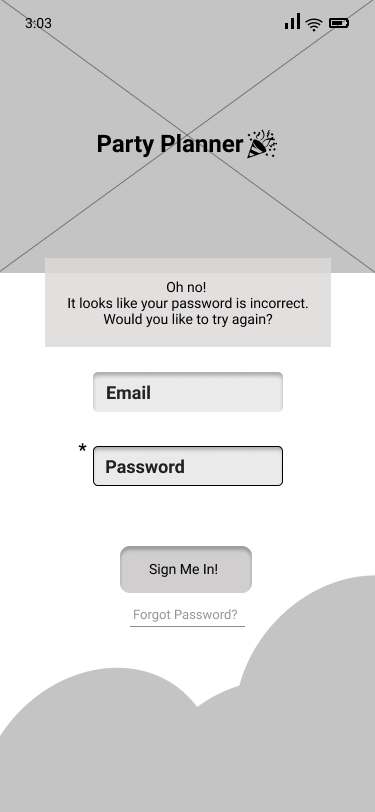 3:03
Party Planner
Oh no!
It looks like your password is incorrect.
Would you like to try again?
Email
*
Password
Sign Me In!
Forgot Password?